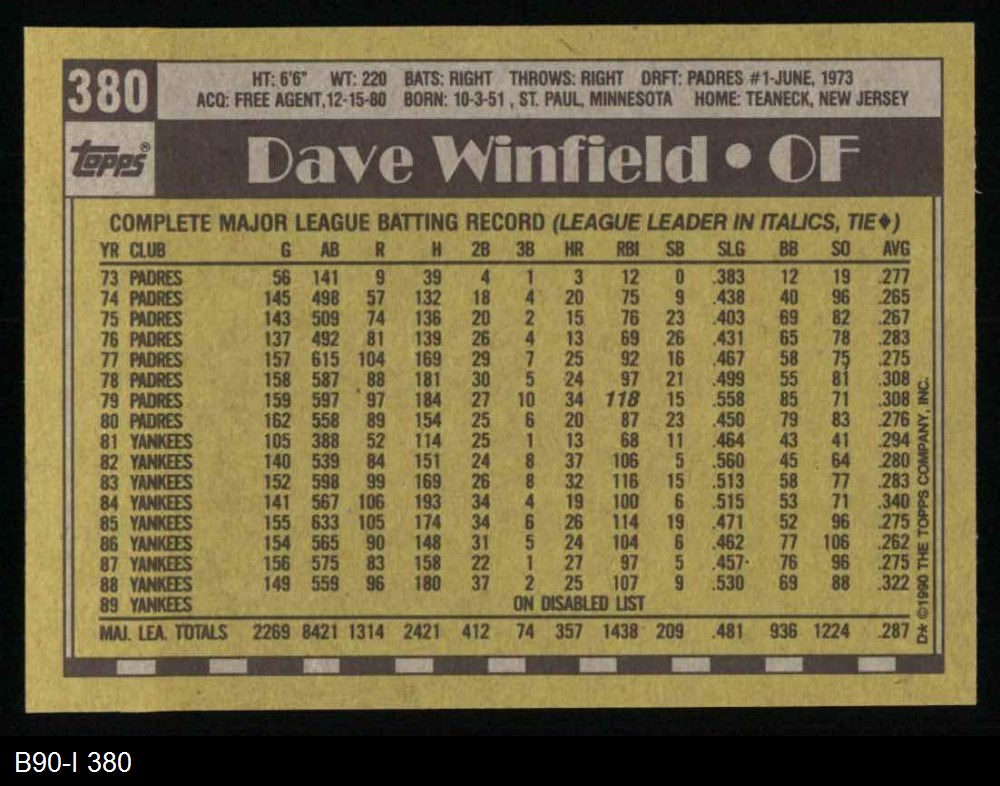 380
HT: 6'6" WT: 220 BATS: RIGHT THROWS: RIGHT DRFT: PADRES #1-JUNE, 1973
ACQ: FREE AGENT,12-15-80 BORN: 10-3-51 , ST. PAUL, MINNESOTA HOME: TEANECK, NEW JERSEY
topps®
Dave Winfield • OF
COMPLETE MAJOR LEAGUE BATTING RECORD (LEAGUE LEADER IN ITALICS, TIE♦)
YR CLUB G AB R H 2B 3B HR RBI SB SLG BB SO AVG
73 PADRES 56 141 9 39 4 1 3 12 0 .383 12 19 .277
74 PADRES 145 498 57 132 18 4 20 75 9 .438 40 96 .265
75 PADRES 143 509 74 136 20 2 15 76 23 .403 69 82 .267
76 PADRES 137 492 81 139 26 4 13 69 26 .431 65 78 .283
77 PADRES 157 615 104 169 29 7 25 92 16 .467 58 75 .275
78 PADRES 158 587 88 181 30 5 24 97 21 .499 55 81 .308
79 PADRES 159 597 97 184 27 10 34 118 15 .558 85 71 .308
80 PADRES 162 558 89 154 25 6 20 87 23 .450 79 83 .276
81 YANKEES 105 388 52 114 25 1 13 68 11 .464 43 41 .294
82 YANKEES 140 539 84 151 24 8 37 106 5 .560 45 64 .280
83 YANKEES 152 598 99 169 26 8 32 116 15 .513 58 77 .283
84 YANKEES 141 567 106 193 34 4 19 100 6 .515 53 71 .340
85 YANKEES 155 633 105 174 34 6 26 114 19 .471 52 96 .275
86 YANKEES 154 565 90 148 31 5 24 104 6 .462 77 106 .262
87 YANKEES 156 575 83 158 22 1 27 97 5 .457 76 96 .275
88 YANKEES 149 559 96 180 37 2 25 107 9 .530 69 88 .322
89 YANKEES ON DISABLED LIST
MAJ. LEA. TOTALS 2269 8421 1314 2421 412 74 357 1438 209 .481 936 1224 .287
D* ©1990 THE TOPPS COMPANY, INC.
B90-I 380